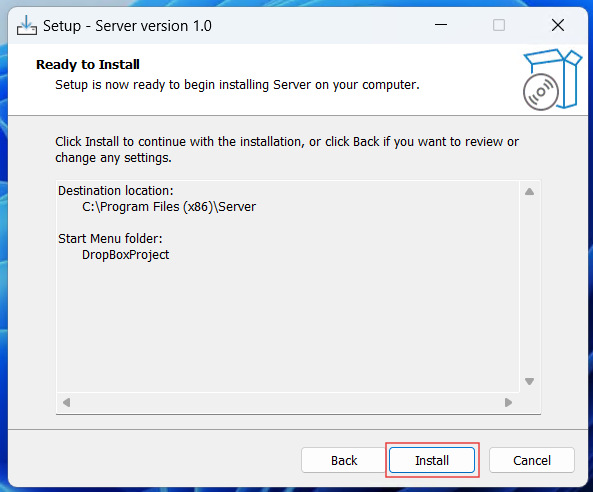 Setup - Server version 1.0
Ready to Install
Setup is now ready to begin installing Server on your computer.
Click Install to continue with the installation, or click Back if you want to review or
change any settings.
Destination location:
C:\Program Files (x86)\Server
Start Menu folder:
DropBoxProject
Back
Install
Cancel